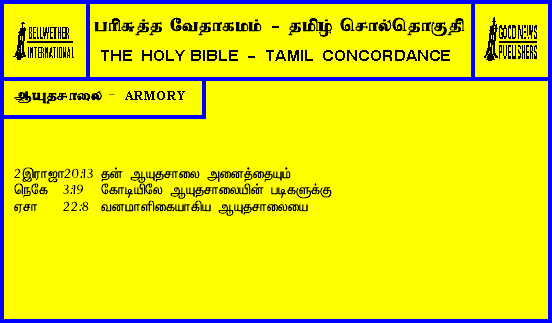 BELLWETHER
INTERNATIONAL
பரிசுத்த வேதாகமம் - தமிழ் சொல்தொகுதி
THE HOLY BIBLE - TAMIL CONCORDANCE
GOOD NEWS
PUBLISHERS
ஆயுதசாலை - ARMORY
2இராஜா20:13 தன் ஆயுதசாலை அனைத்தையும்
நெகே 3:19 கோடியிலே ஆயுதசாலையின் படிகளுக்கு
ஏசா 22:8 வனமாளிகையாகிய ஆயுதசாலையை